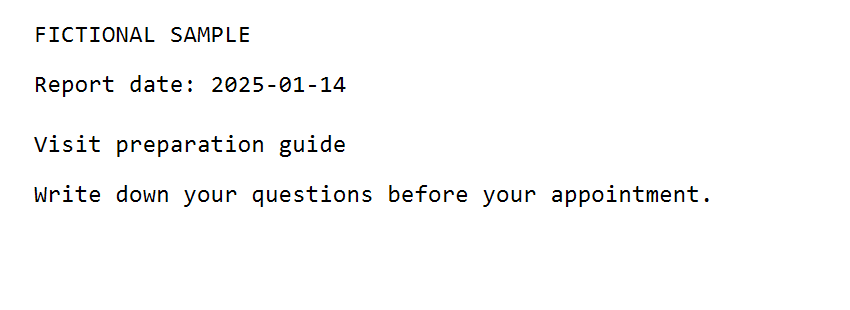 FICTIONAL SAMPLE
Report date: 2025-01-14
Visit preparation guide
Write down your questions before your appointment.